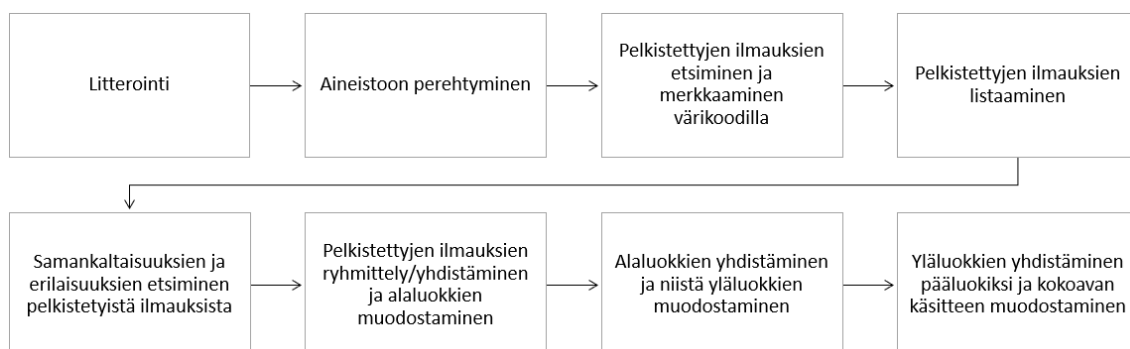 Litterointi
Aineistoon perehtyminen
Pelkistettyjen ilmauksien
etsiminen ja
merkkaaminen
värikoodilla
Pelkistettyjen ilmauksien
listaaminen
Samankaltaisuuksien ja
erilaisuuksien etsiminen
pelkistetyistä ilmauksista
Pelkistettyjen ilmauksien
ryhmittely/yhdistäminen
ja alaluokkien
muodostaminen
Alaluokkien yhdistäminen
ja niistä yläluokkien
muodostaminen
Yläluokkien yhdistäminen
pääluokiksi ja kokoavan
käsitteen muodostaminen